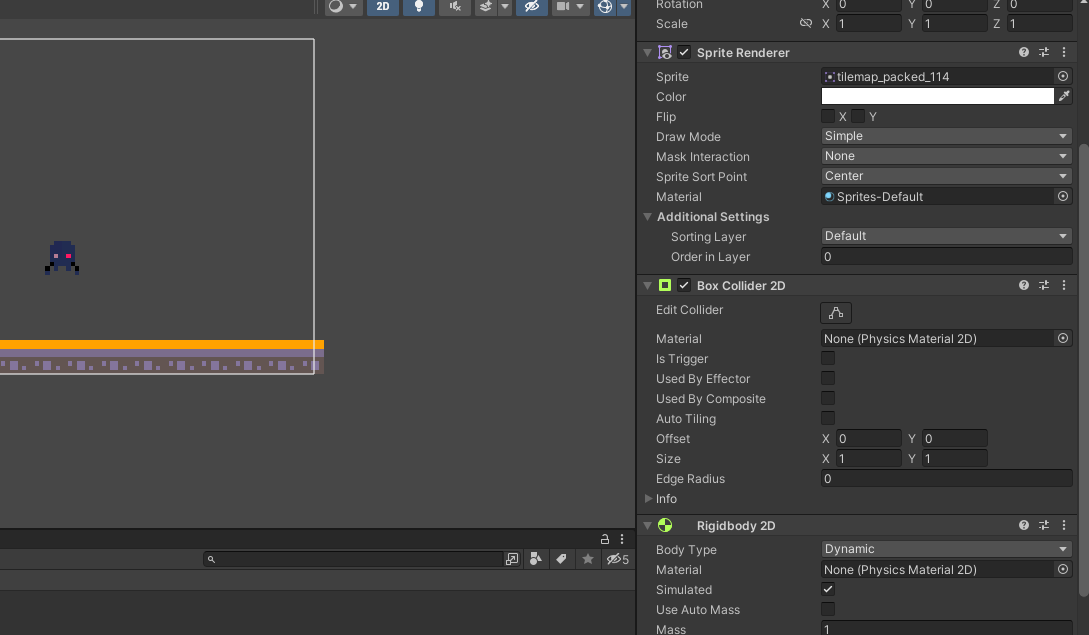 Rotation X 0 Y 0 Z 0
2D
Scale X 1 Y 1 Z 1
Sprite Renderer
Sprite tilemap_packed_114
Color
Flip X Y
Draw Mode Simple
Mask Interaction None
Sprite Sort Point Center
Material Sprites-Default
Additional Settings
Sorting Layer Default
Order in Layer 0
Box Collider 2D
Edit Collider
Material None (Physics Material 2D)
Is Trigger
Used By Effector
Used By Composite
Auto Tiling
Offset X 0 Y 0
Size X 1 Y 1
Edge Radius 0
Info
Rigidbody 2D
Body Type Dynamic
5
Material None (Physics Material 2D)
Simulated
Use Auto Mass
Mass 1